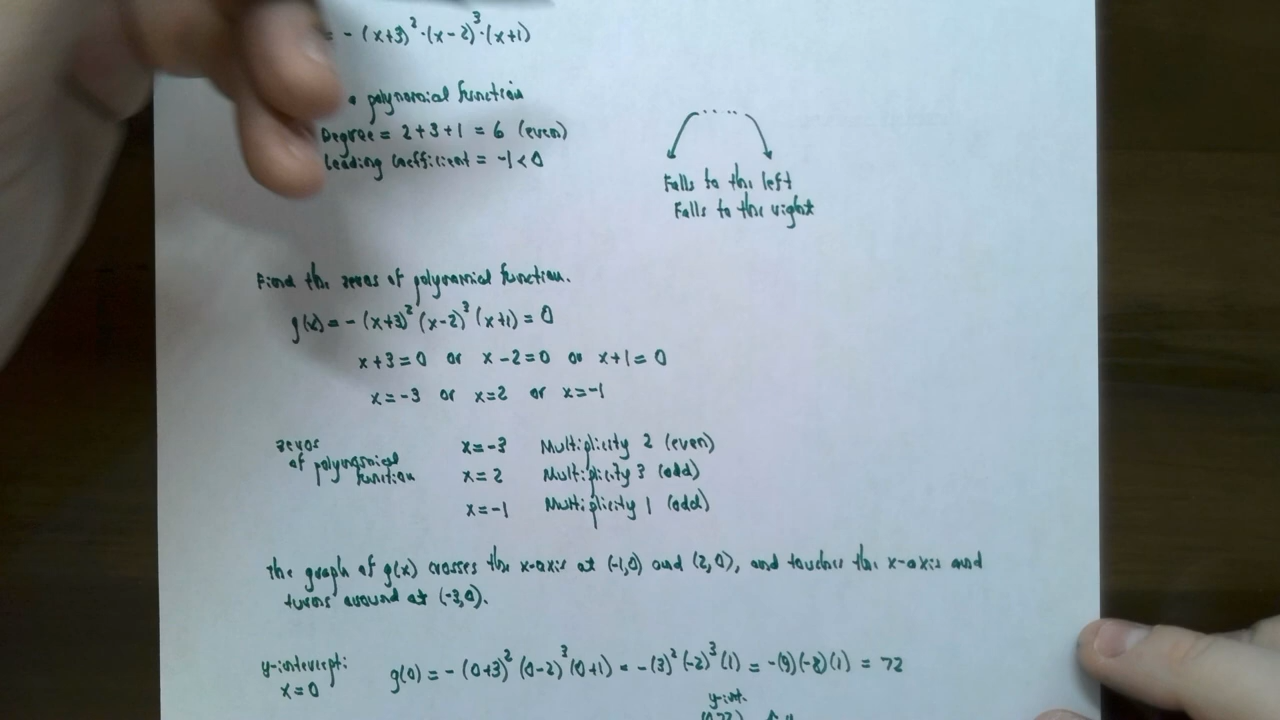 = - (x+3)²·(x-2)³·(x+1)
a polynomial function
Degree = 2+3+1 = 6 (even)
Leading coefficient = -1 < 0
Falls to the left
Falls to the right
Find the zeros of polynomial function.
g(x) = - (x+3)² (x-2)³ (x+1) = 0
x+3=0 or x-2=0 or x+1=0
x=-3 or x=2 or x=-1
zeros
of polynomial
function
x=-3 Multiplicity 2 (even)
x=2 Multiplicity 3 (odd)
x=-1 Multiplicity 1 (odd)
The graph of g(x) crosses the x-axis at (-1,0) and (2,0), and touches the x-axis and
turns around at (-3,0).
y-intercept:
x=0
g(0) = - (0+3)² (0-2)³ (0+1) = -(3)² (-2)³ (1) = -(9)(-8)(1) = 72
y-int.